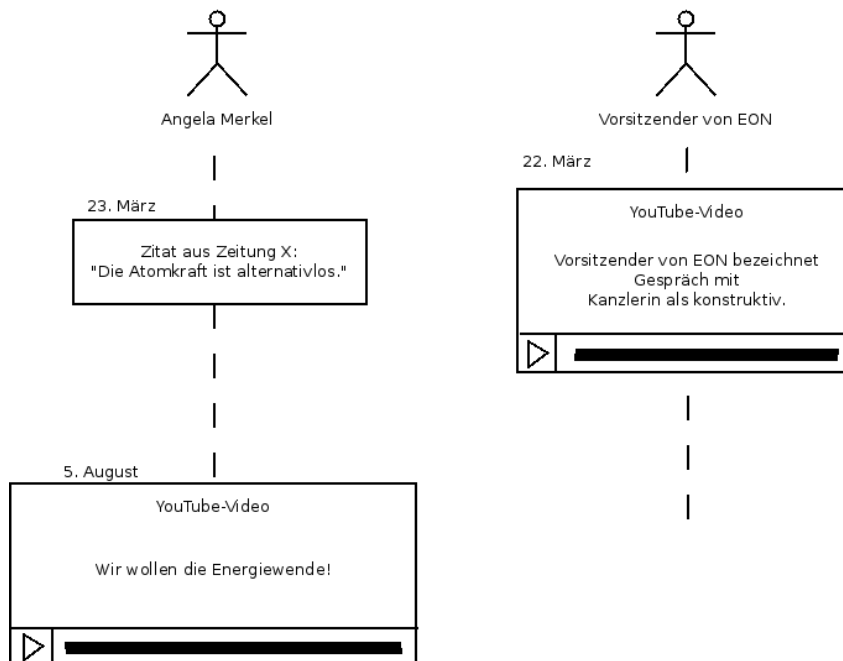 Angela Merkel
Vorsitzender von EON
22. März
YouTube-Video
Vorsitzender von EON bezeichnet
Gespräch mit
Kanzlerin als konstruktiv.
23. März
Zitat aus Zeitung X:
"Die Atomkraft ist alternativlos."
5. August
YouTube-Video
Wir wollen die Energiewende!